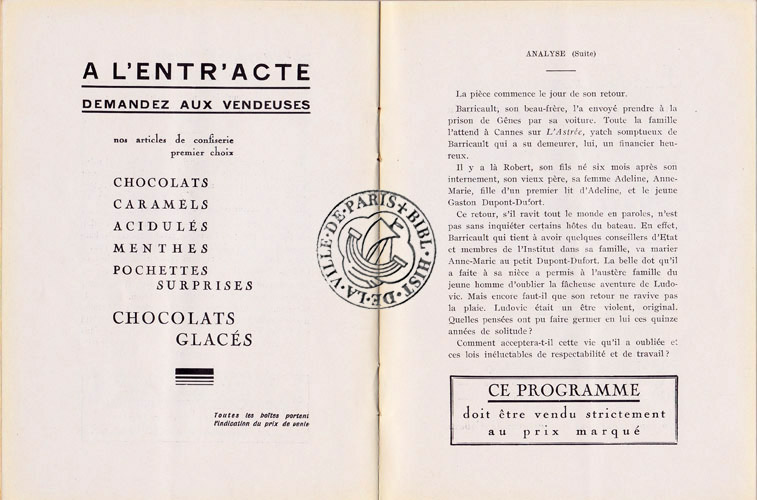 A L'ENTR'ACTE
DEMANDEZ AUX VENDEUSES
nos articles de confiserie
premier choix
CHOCOLATS
CARAMELS
ACIDULÉS
MENTHES
POCHETTES
SURPRISES
CHOCOLATS
GLACÉS
Toutes les boîtes portent
l'indication du prix de vente
BIBL·HIST·DE·LA·VILLE·DE·PARIS
ANALYSE (Suite)
La pièce commence le jour de son retour.
Barricault, son beau-frère, l'a envoyé prendre à la
prison de Gênes par sa voiture. Toute la famille
l'attend à Cannes sur L'Astrée, yatch somptueux de
Barricault qui a su demeurer, lui, un financier heu-
reux.
Il y a là Robert, son fils né six mois après son
internement, son vieux père, sa femme Adeline, Anne-
Marie, fille d'un premier lit d'Adeline, et le jeune
Gaston Dupont-Dufort.
Ce retour, s'il ravit tout le monde en paroles, n'est
pas sans inquiéter certains hôtes du bateau. En effet,
Barricault qui tient à avoir quelques conseillers d'Etat
et membres de l'Institut dans sa famille, va marier
Anne-Marie au petit Dupont-Dufort. La belle dot qu'il
a faite à sa nièce a permis à l'austère famille du
jeune homme d'oublier la fâcheuse aventure de Ludo-
vic. Mais encore faut-il que son retour ne ravive pas
la plaie. Ludovic était un être violent, original.
Quelles pensées ont pu faire germer en lui ces quinze
années de solitude ?
Comment acceptera-t-il cette vie qu'il a oubliée et
ces lois inéluctables de respectabilité et de travail ?
CE PROGRAMME
doit être vendu strictement
au prix marqué